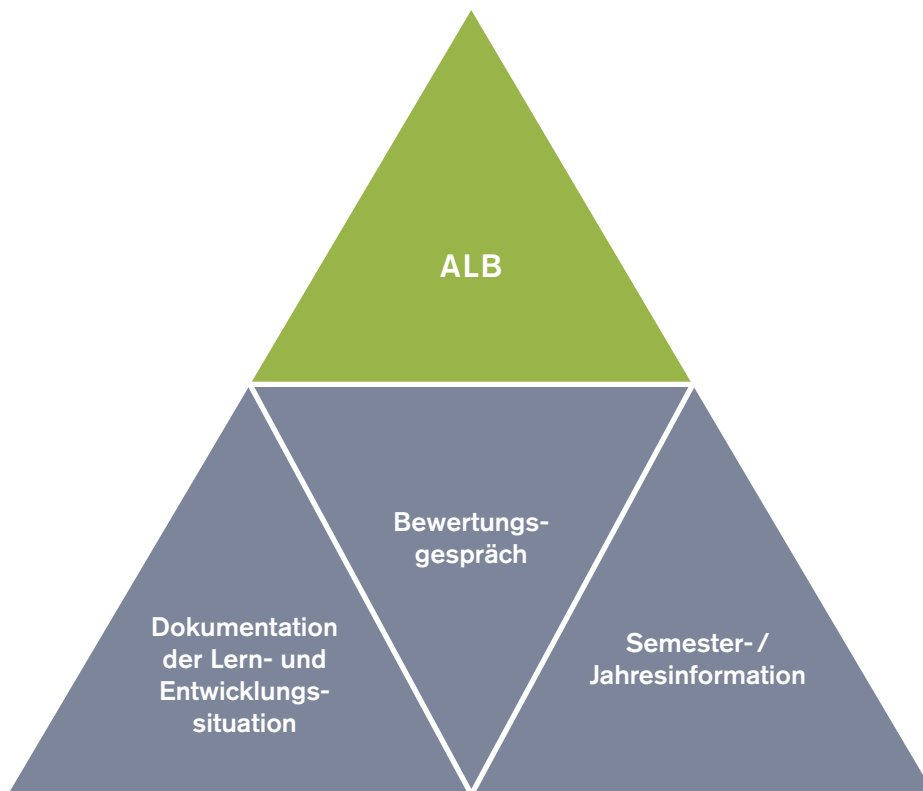 ALB
Bewertungs-
gespräch
Dokumentation
der Lern- und
Entwicklungs-
situation
Semester- /
Jahresinformation